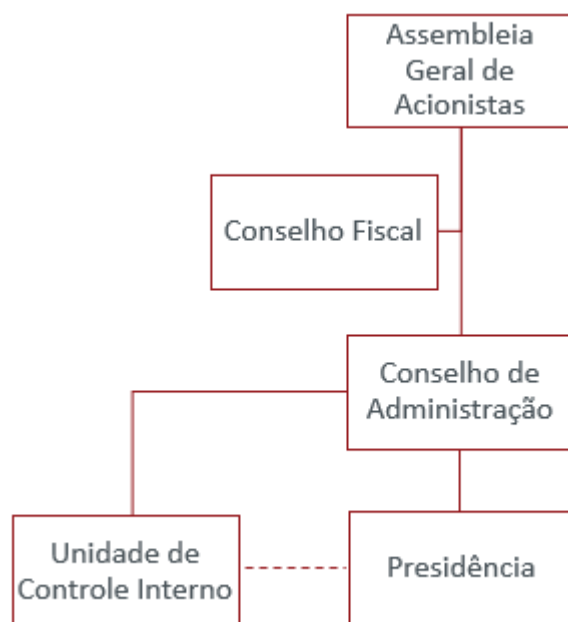 Assembleia
Geral de
Acionistas
Conselho Fiscal
Conselho de
Administração
Unidade de
Controle Interno
Presidência